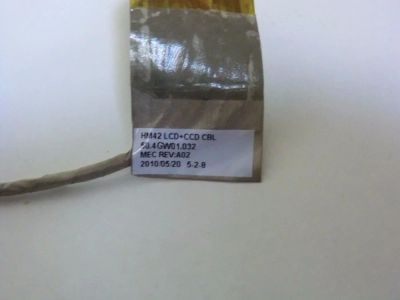 HM42 LCD+CCD CBL
50.4GW01.032
MEC REV:A02
2010/05/20 5-2-8